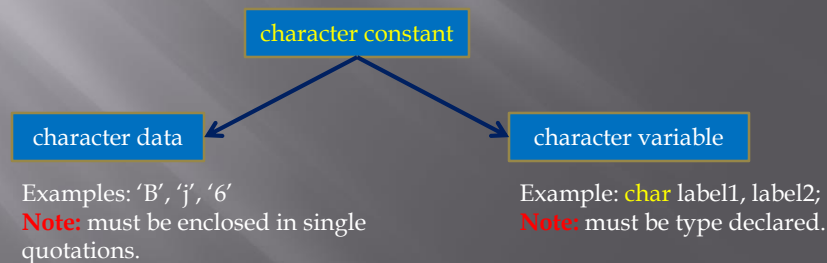 character constant
character data
character variable
Examples: ‘B’, ‘j’, ‘6’
Note: must be enclosed in single
quotations.
Example: char label1, label2;
Note: must be type declared.